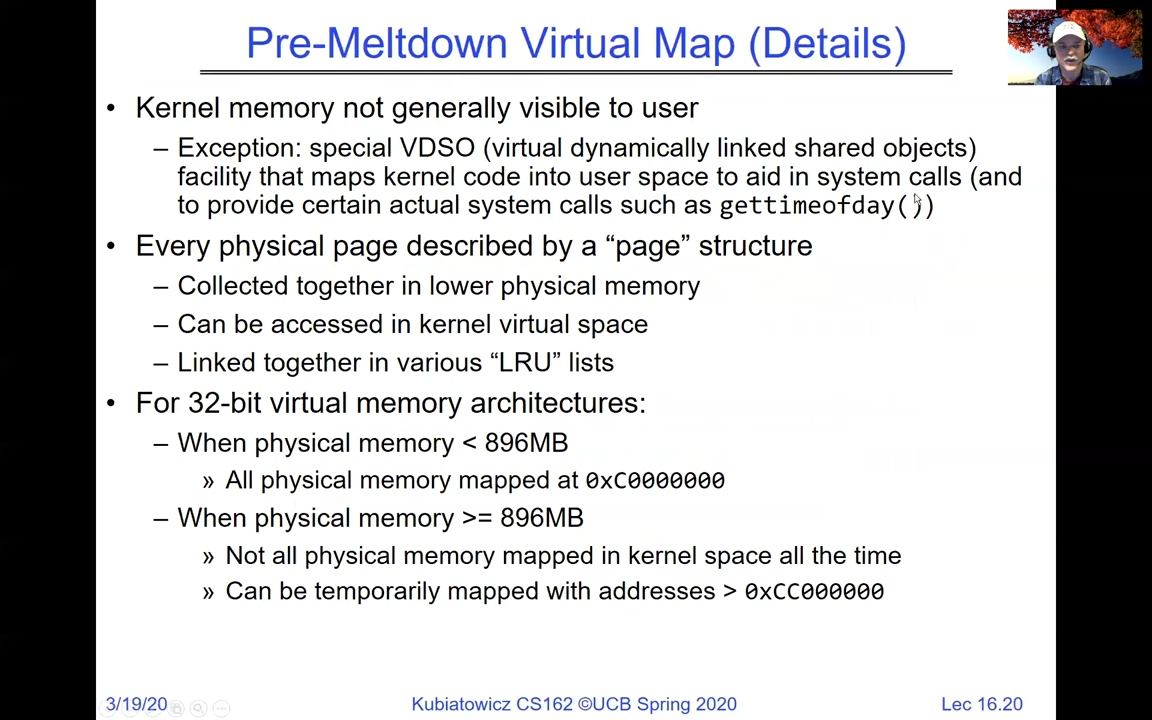 Pre-Meltdown Virtual Map (Details)
• Kernel memory not generally visible to user
– Exception: special VDSO (virtual dynamically linked shared objects)
facility that maps kernel code into user space to aid in system calls (and
to provide certain actual system calls such as gettimeofday())
• Every physical page described by a “page” structure
– Collected together in lower physical memory
– Can be accessed in kernel virtual space
– Linked together in various “LRU” lists
• For 32-bit virtual memory architectures:
– When physical memory < 896MB
» All physical memory mapped at 0xC0000000
– When physical memory >= 896MB
» Not all physical memory mapped in kernel space all the time
» Can be temporarily mapped with addresses > 0xCC000000
3/19/20
Kubiatowicz CS162 ©UCB Spring 2020
Lec 16.20